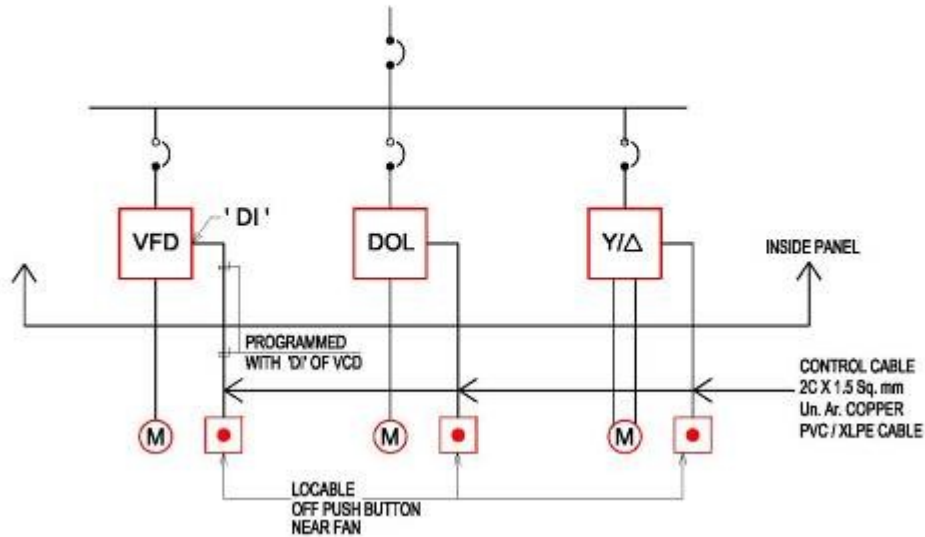 'DI'
VFD
DOL
Y/Δ
INSIDE PANEL
PROGRAMMED
WITH 'DI' OF VCD
CONTROL CABLE
2C X 1.5 Sq. mm
Un. Ar. COPPER
PVC / XLPE CABLE
M
M
M
LOCABLE
OFF PUSH BUTTON
NEAR FAN